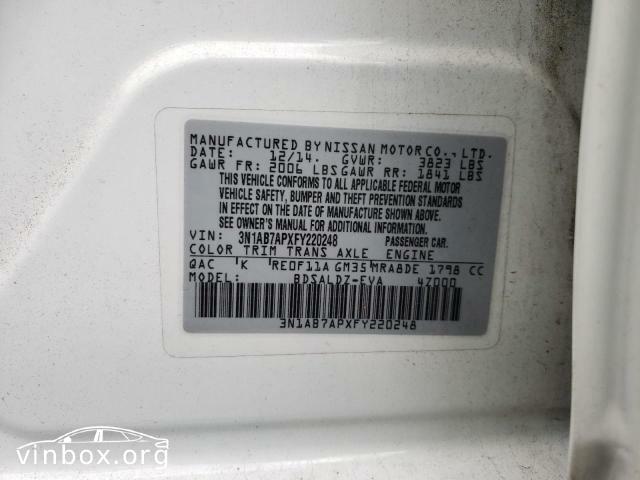 MANUFACTURED BY NISSAN MOTOR CO., LTD.
DATE: 12/14. GVWR: 3823 LBS
GAWR FR: 2006 LBS GAWR RR: 1841 LBS
THIS VEHICLE CONFORMS TO ALL APPLICABLE FEDERAL MOTOR
VEHICLE SAFETY, BUMPER AND THEFT PREVENTION STANDARDS
IN EFFECT ON THE DATE OF MANUFACTURE SHOWN ABOVE.
SEE OWNER'S MANUAL FOR ADDITIONAL INFORMATION.
VIN: 3N1AB7APXFY220248 PASSENGER CAR.
COLOR TRIM TRANS AXLE ENGINE
QAC K RE0F11A GM35 MRA8DE 1798 CC
MODEL: BDSALDZ-EVA 47000
3N1AB7APXFY220248
vinbox.org